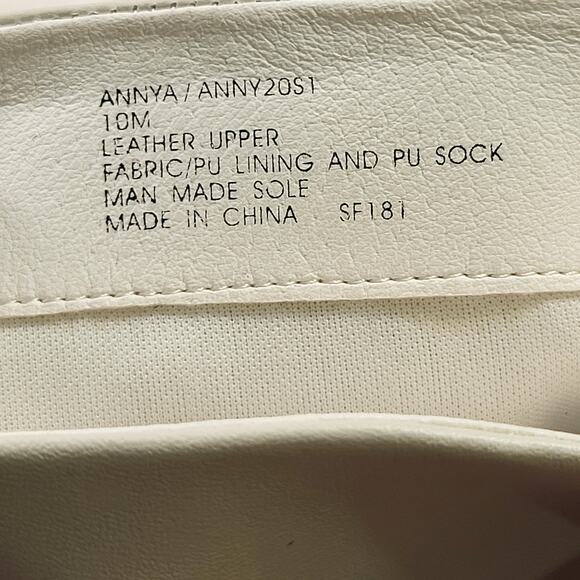 ANNYA/ANNY20S1
10M
LEATHER UPPER
FABRIC/PU LINING AND PU SOCK
MAN MADE SOLE
MADE IN CHINA SF181